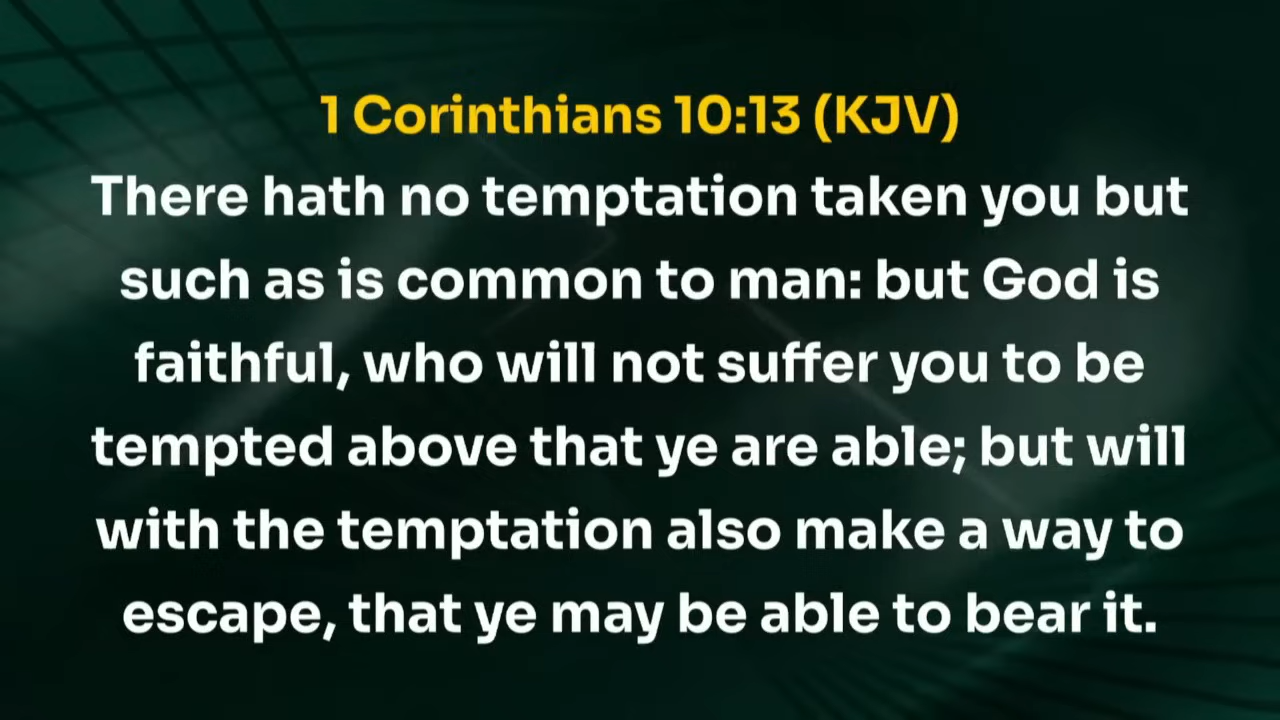 1 Corinthians 10:13 (KJV)
There hath no temptation taken you but
such as is common to man: but God is
faithful, who will not suffer you to be
tempted above that ye are able; but will
with the temptation also make a way to
escape, that ye may be able to bear it.